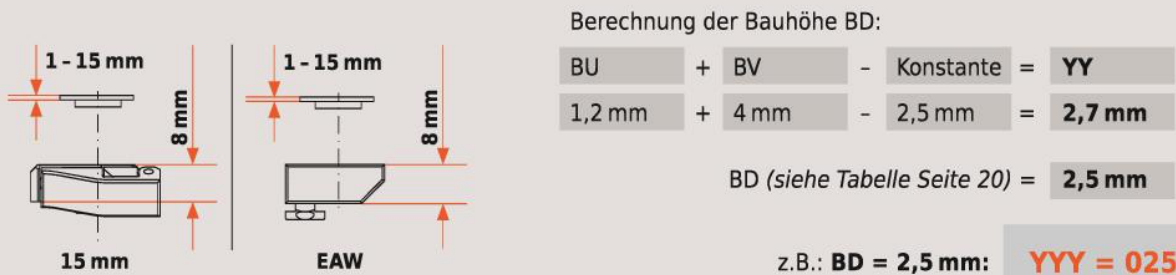 Berechnung der Bauhöhe BD:
1 – 15 mm
8 mm
15 mm
1 – 15 mm
8 mm
EAW
BU + BV – Konstante = YY
1,2 mm + 4 mm – 2,5 mm = 2,7 mm
BD (siehe Tabelle Seite 20) = 2,5 mm
z.B.: BD = 2,5 mm: YYY = 025